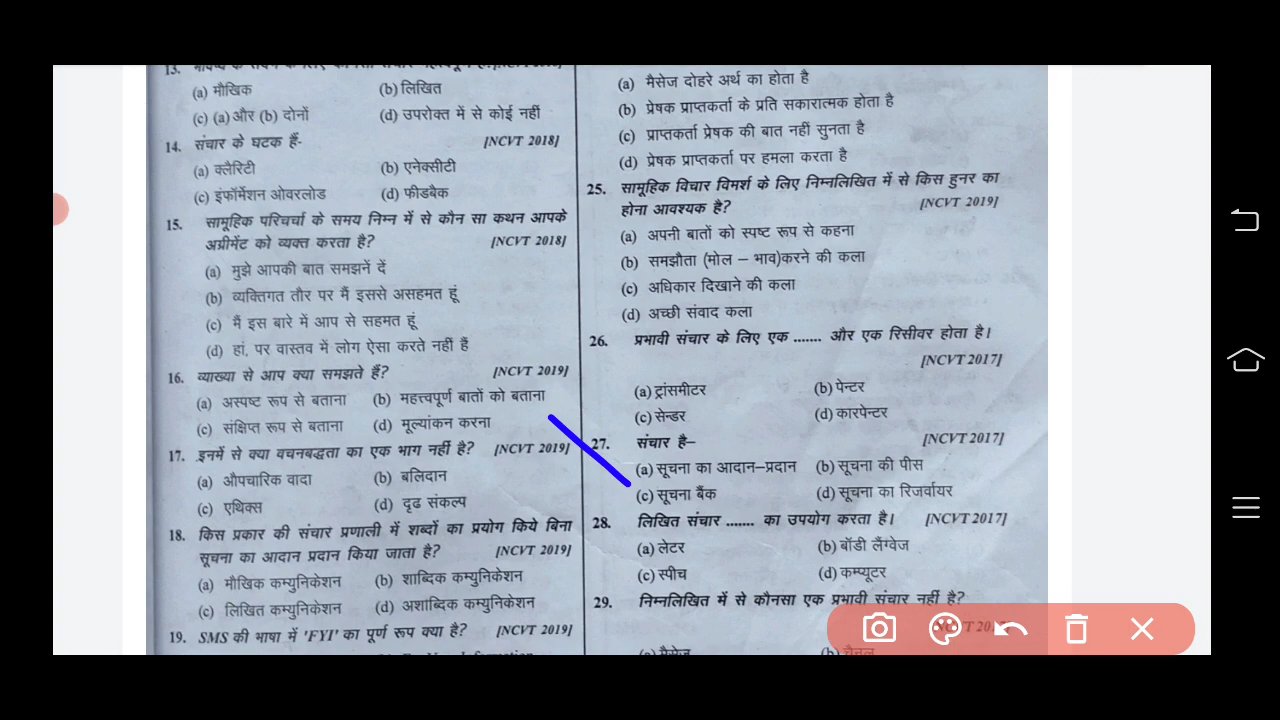 (a) मौखिक (b) लिखित
(c) (a)और (b) दोनों (d) उपरोक्त में से कोई नहीं
14. संचार के घटक हैं- [NCVT 2018]
(a) क्लैरिटी (b) एनेक्सीटी
(c) इंफॉर्मेशन ओवरलोड (d) फीडबैक
15. सामूहिक परिचर्चा के समय निम्न में से कौन सा कथन आपके
अग्रीमेंट को व्यक्त करता है? [NCVT 2018]
(a) मुझे आपकी बात समझनें दें
(b) व्यक्तिगत तौर पर मैं इससे असहमत हूं
(c) मैं इस बारे में आप से सहमत हूं
(d) हां, पर वास्तव में लोग ऐसा करते नहीं हैं
16. व्याख्या से आप क्या समझते हैं? [NCVT 2019]
(a) अस्पष्ट रूप से बताना (b) महत्त्वपूर्ण बातों को बताना
(c) संक्षिप्त रूप से बताना (d) मूल्यांकन करना
17. इनमें से क्या वचनबद्धता का एक भाग नहीं है? [NCVT 2019]
(a) औपचारिक वादा (b) बलिदान
(c) एथिक्स (d) दृढ संकल्प
18. किस प्रकार की संचार प्रणाली में शब्दों का प्रयोग किये बिना
सूचना का आदान प्रदान किया जाता है? [NCVT 2019]
(a) मौखिक कम्युनिकेशन (b) शाब्दिक कम्युनिकेशन
(c) लिखित कम्युनिकेशन (d) अशाब्दिक कम्युनिकेशन
19. SMS की भाषा में 'FYI' का पूर्ण रूप क्या है? [NCVT 2019]
(a) मैसेज दोहरे अर्थ का होता है
(b) प्रेषक प्राप्तकर्ता के प्रति सकारात्मक होता है
(c) प्राप्तकर्ता प्रेषक की बात नहीं सुनता है
(d) प्रेषक प्राप्तकर्ता पर हमला करता है
25. सामूहिक विचार विमर्श के लिए निम्नलिखित में से किस हुनर का
होना आवश्यक है? [NCVT 2019]
(a) अपनी बातों को स्पष्ट रूप से कहना
(b) समझौता (मोल – भाव)करने की कला
(c) अधिकार दिखाने की कला
(d) अच्छी संवाद कला
26. प्रभावी संचार के लिए एक ....... और एक रिसीवर होता है।
[NCVT 2017]
(a) ट्रांसमीटर (b) पेन्टर
(c) सेन्डर (d) कारपेन्टर
27. संचार है– [NCVT 2017]
(a) सूचना का आदान–प्रदान (b) सूचना की पीस
(c) सूचना बैंक (d) सूचना का रिजर्वायर
28. लिखित संचार ....... का उपयोग करता है। [NCVT 2017]
(a) लेटर (b) बॉडी लैंग्वेज
(c) स्पीच (d) कम्प्यूटर
29. निम्नलिखित में से कौनसा एक प्रभावी संचार नहीं है?
(a) मैसेज (b) चैनल